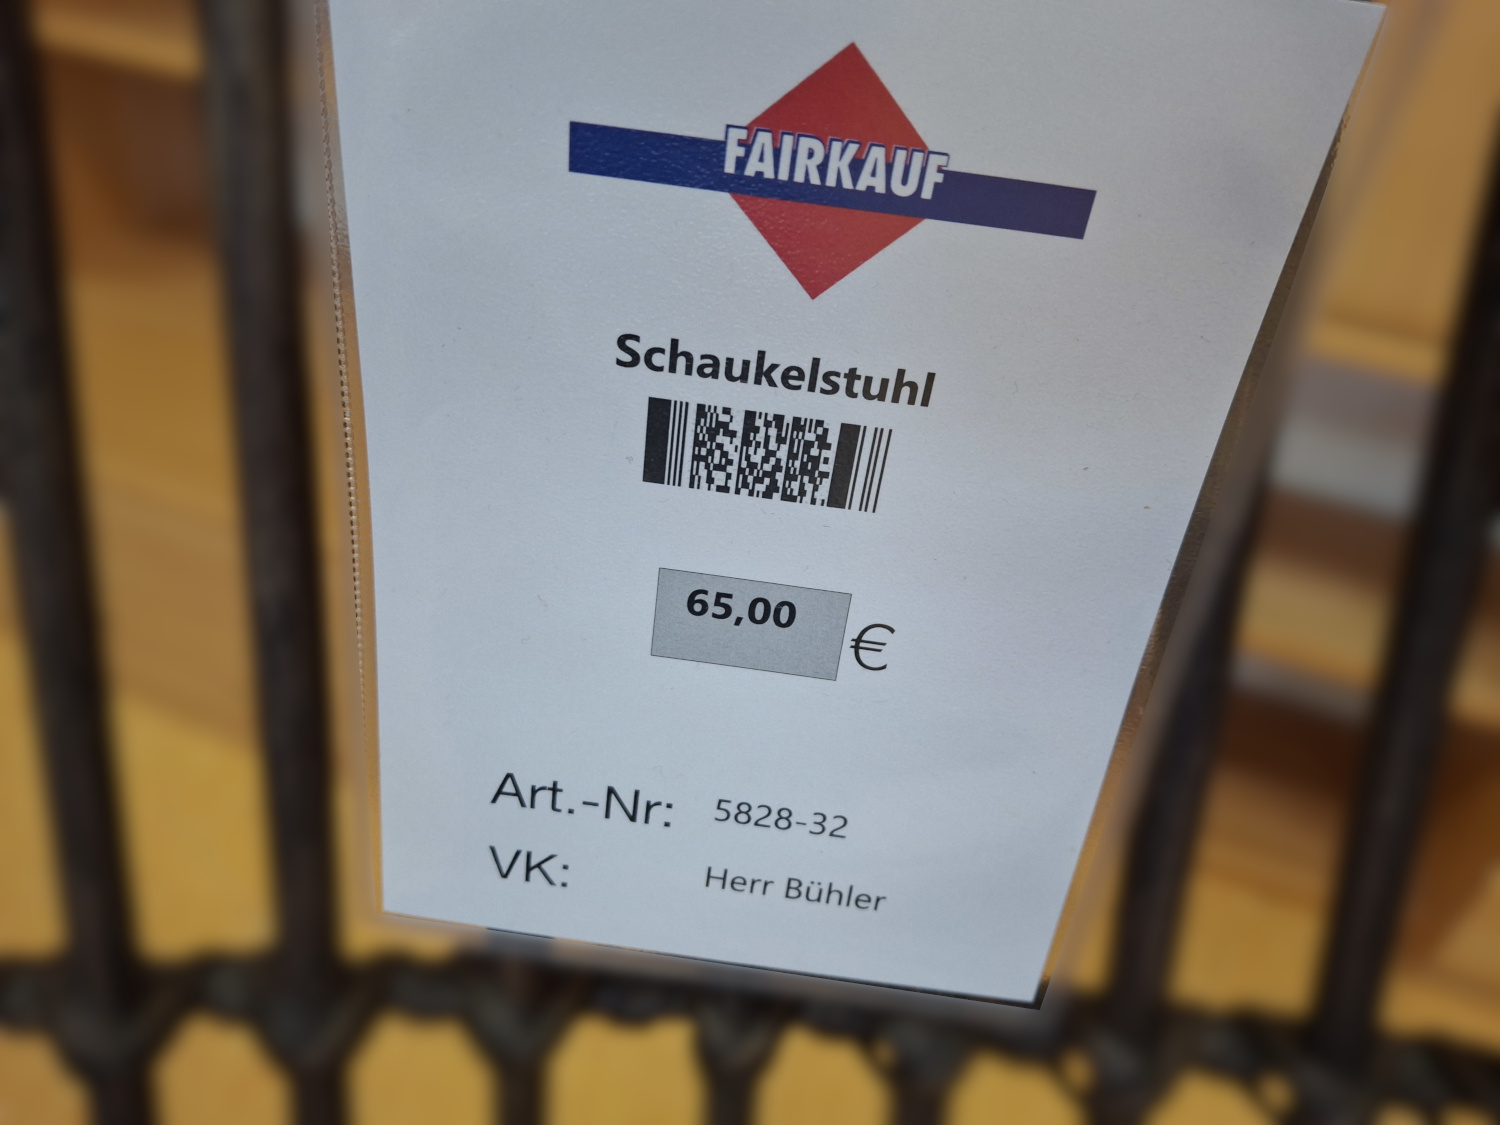 FAIRKAUF
Schaukelstuhl
65,00 €
Art.-Nr: 5828-32
VK: Herr Bühler